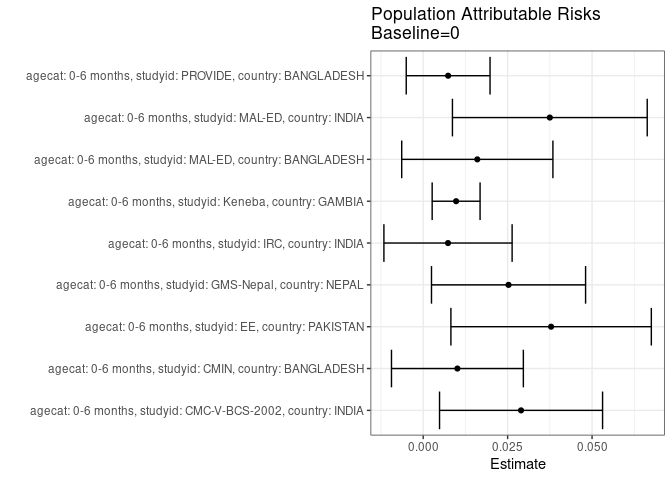 Population Attributable Risks
Baseline=0
agecat: 0-6 months, studyid: PROVIDE, country: BANGLADESH
agecat: 0-6 months, studyid: MAL-ED, country: INDIA
agecat: 0-6 months, studyid: MAL-ED, country: BANGLADESH
agecat: 0-6 months, studyid: Keneba, country: GAMBIA
agecat: 0-6 months, studyid: IRC, country: INDIA
agecat: 0-6 months, studyid: GMS-Nepal, country: NEPAL
agecat: 0-6 months, studyid: EE, country: PAKISTAN
agecat: 0-6 months, studyid: CMIN, country: BANGLADESH
agecat: 0-6 months, studyid: CMC-V-BCS-2002, country: INDIA
0.000 0.025 0.050
Estimate